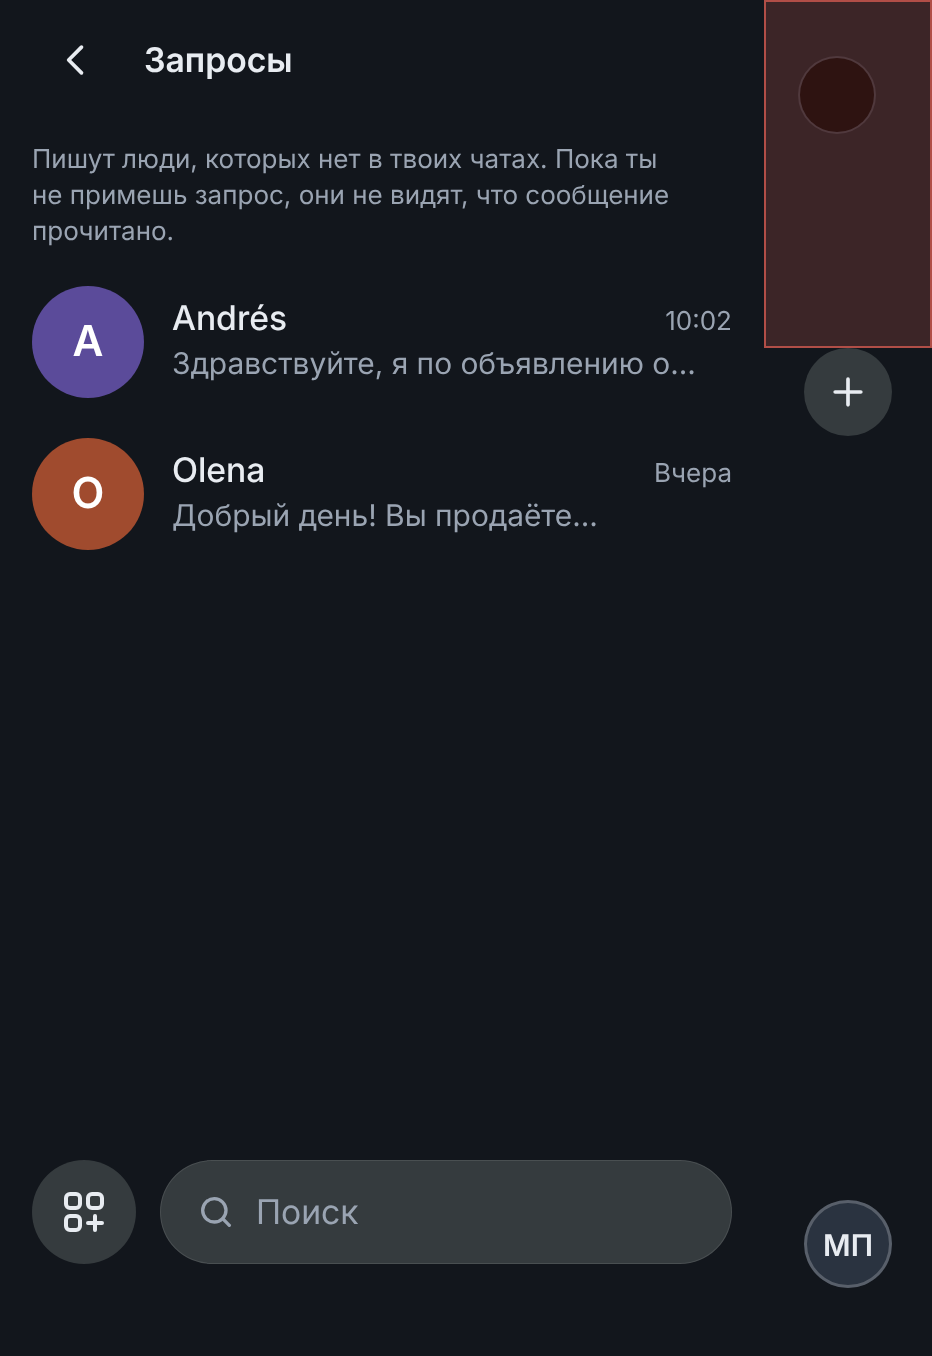 Запросы
Пишут люди, которых нет в твоих чатах. Пока ты
не примешь запрос, они не видят, что сообщение
прочитано.
A
Andrés
10:02
Здравствуйте, я по объявлению о...
O
Olena
Вчера
Добрый день! Вы продаёте...
Поиск
МП